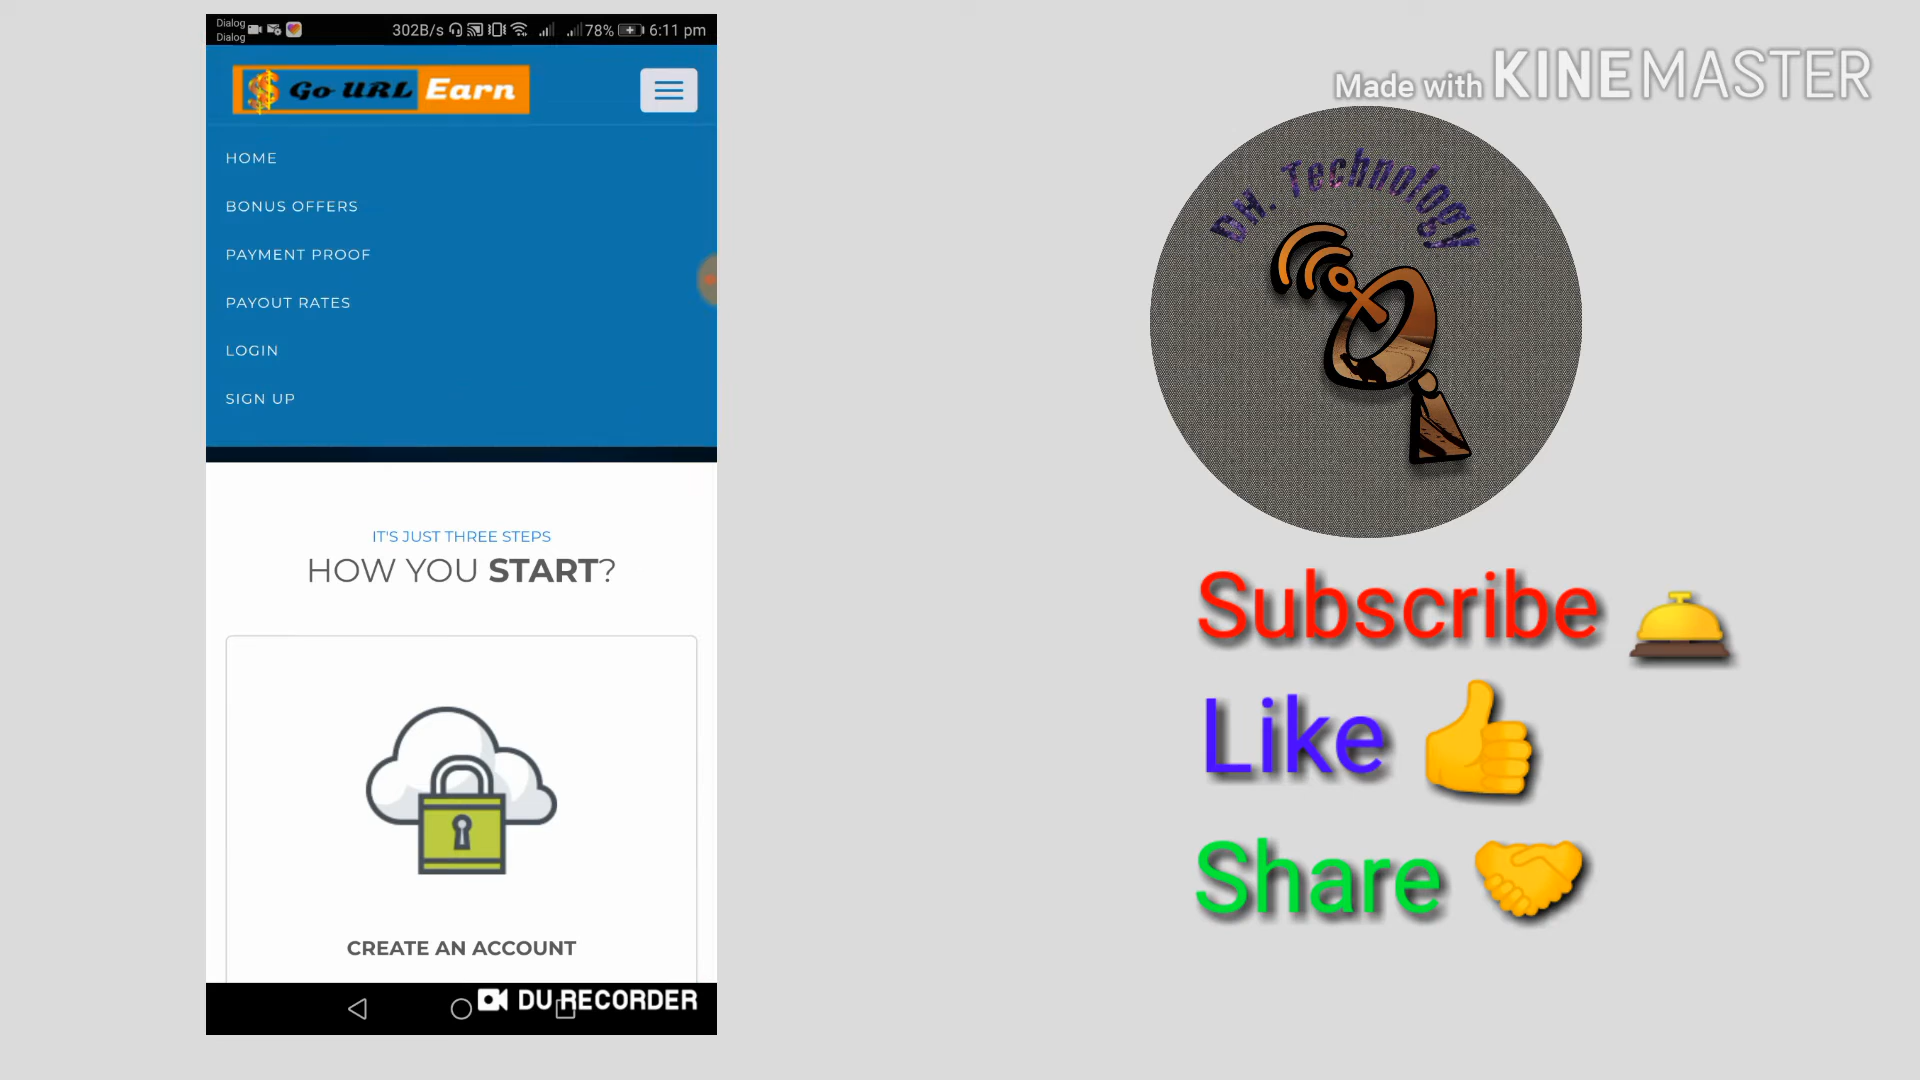 Dialog
Dialog
302B/s 78% 6:11 pm
Go URL Earn
HOME
BONUS OFFERS
PAYMENT PROOF
PAYOUT RATES
LOGIN
SIGN UP
IT'S JUST THREE STEPS
HOW YOU START?
CREATE AN ACCOUNT
DU RECORDER
Made with KINEMASTER
DH. Technology
Subscribe
Like
Share